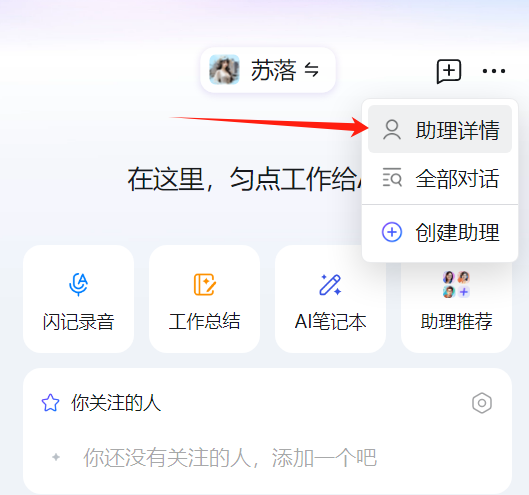 苏落
助理详情
在这里，匀点工作给
全部对话
创建助理
闪记录音
工作总结
AI笔记本
助理推荐
你关注的人
你还没有关注的人，添加一个吧